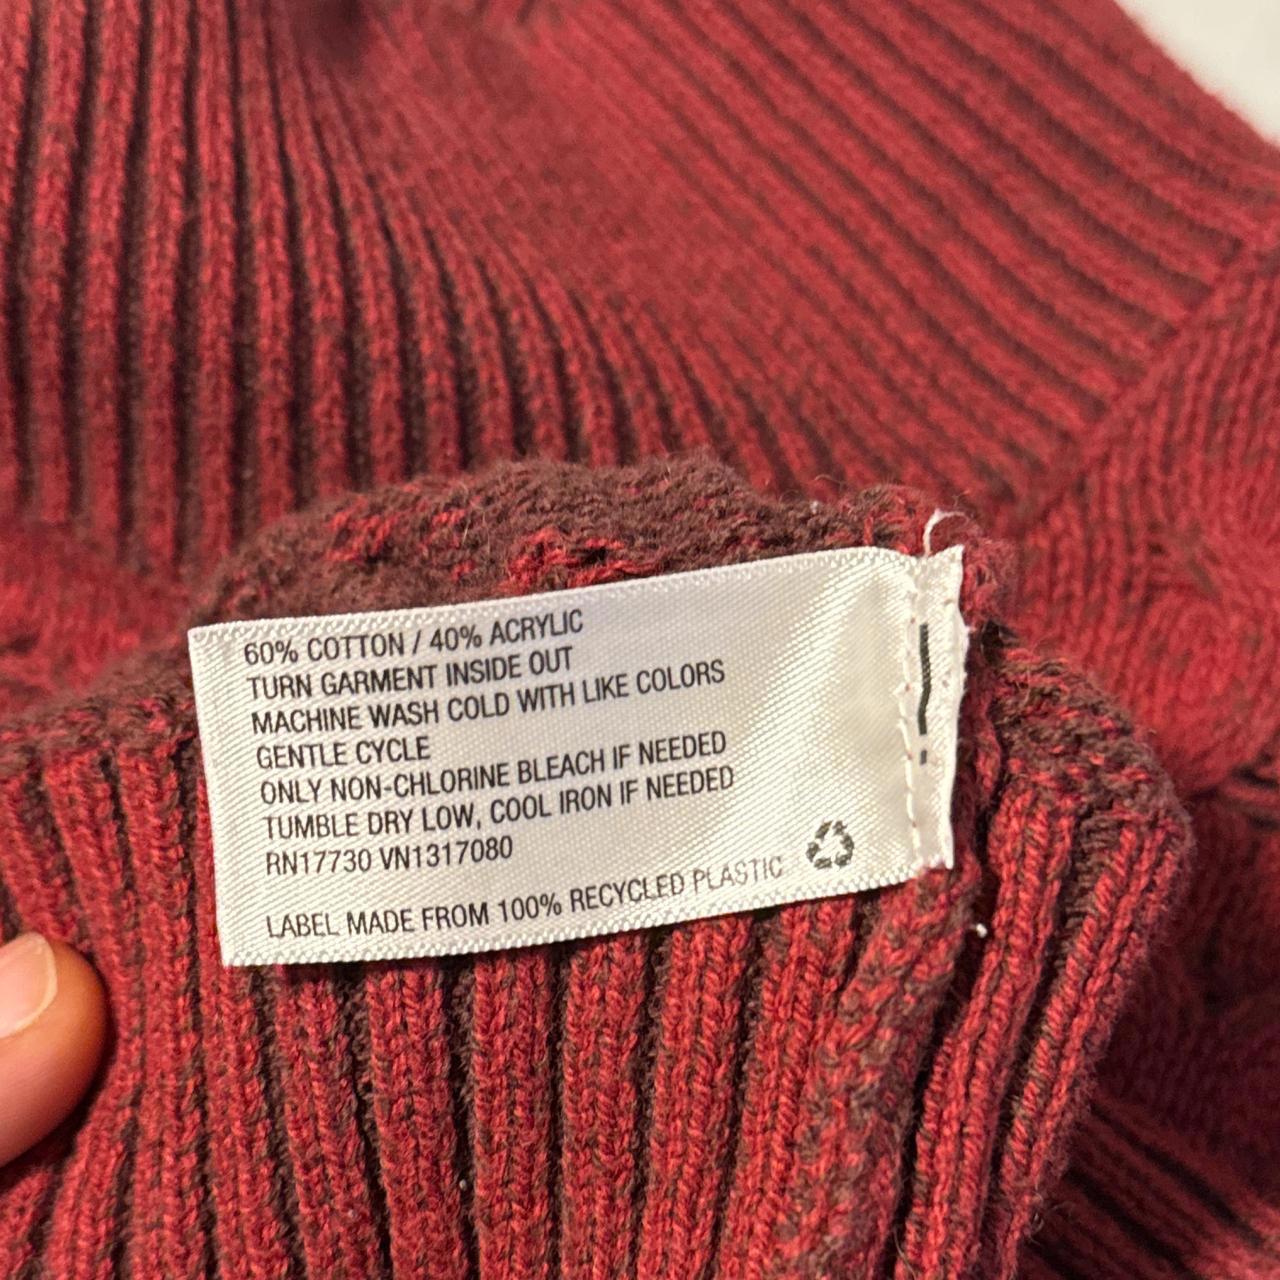 60% COTTON / 40% ACRYLIC
TURN GARMENT INSIDE OUT
MACHINE WASH COLD WITH LIKE COLORS
GENTLE CYCLE
ONLY NON-CHLORINE BLEACH IF NEEDED
TUMBLE DRY LOW, COOL IRON IF NEEDED
RN17730 VN1317080
LABEL MADE FROM 100% RECYCLED PLASTIC